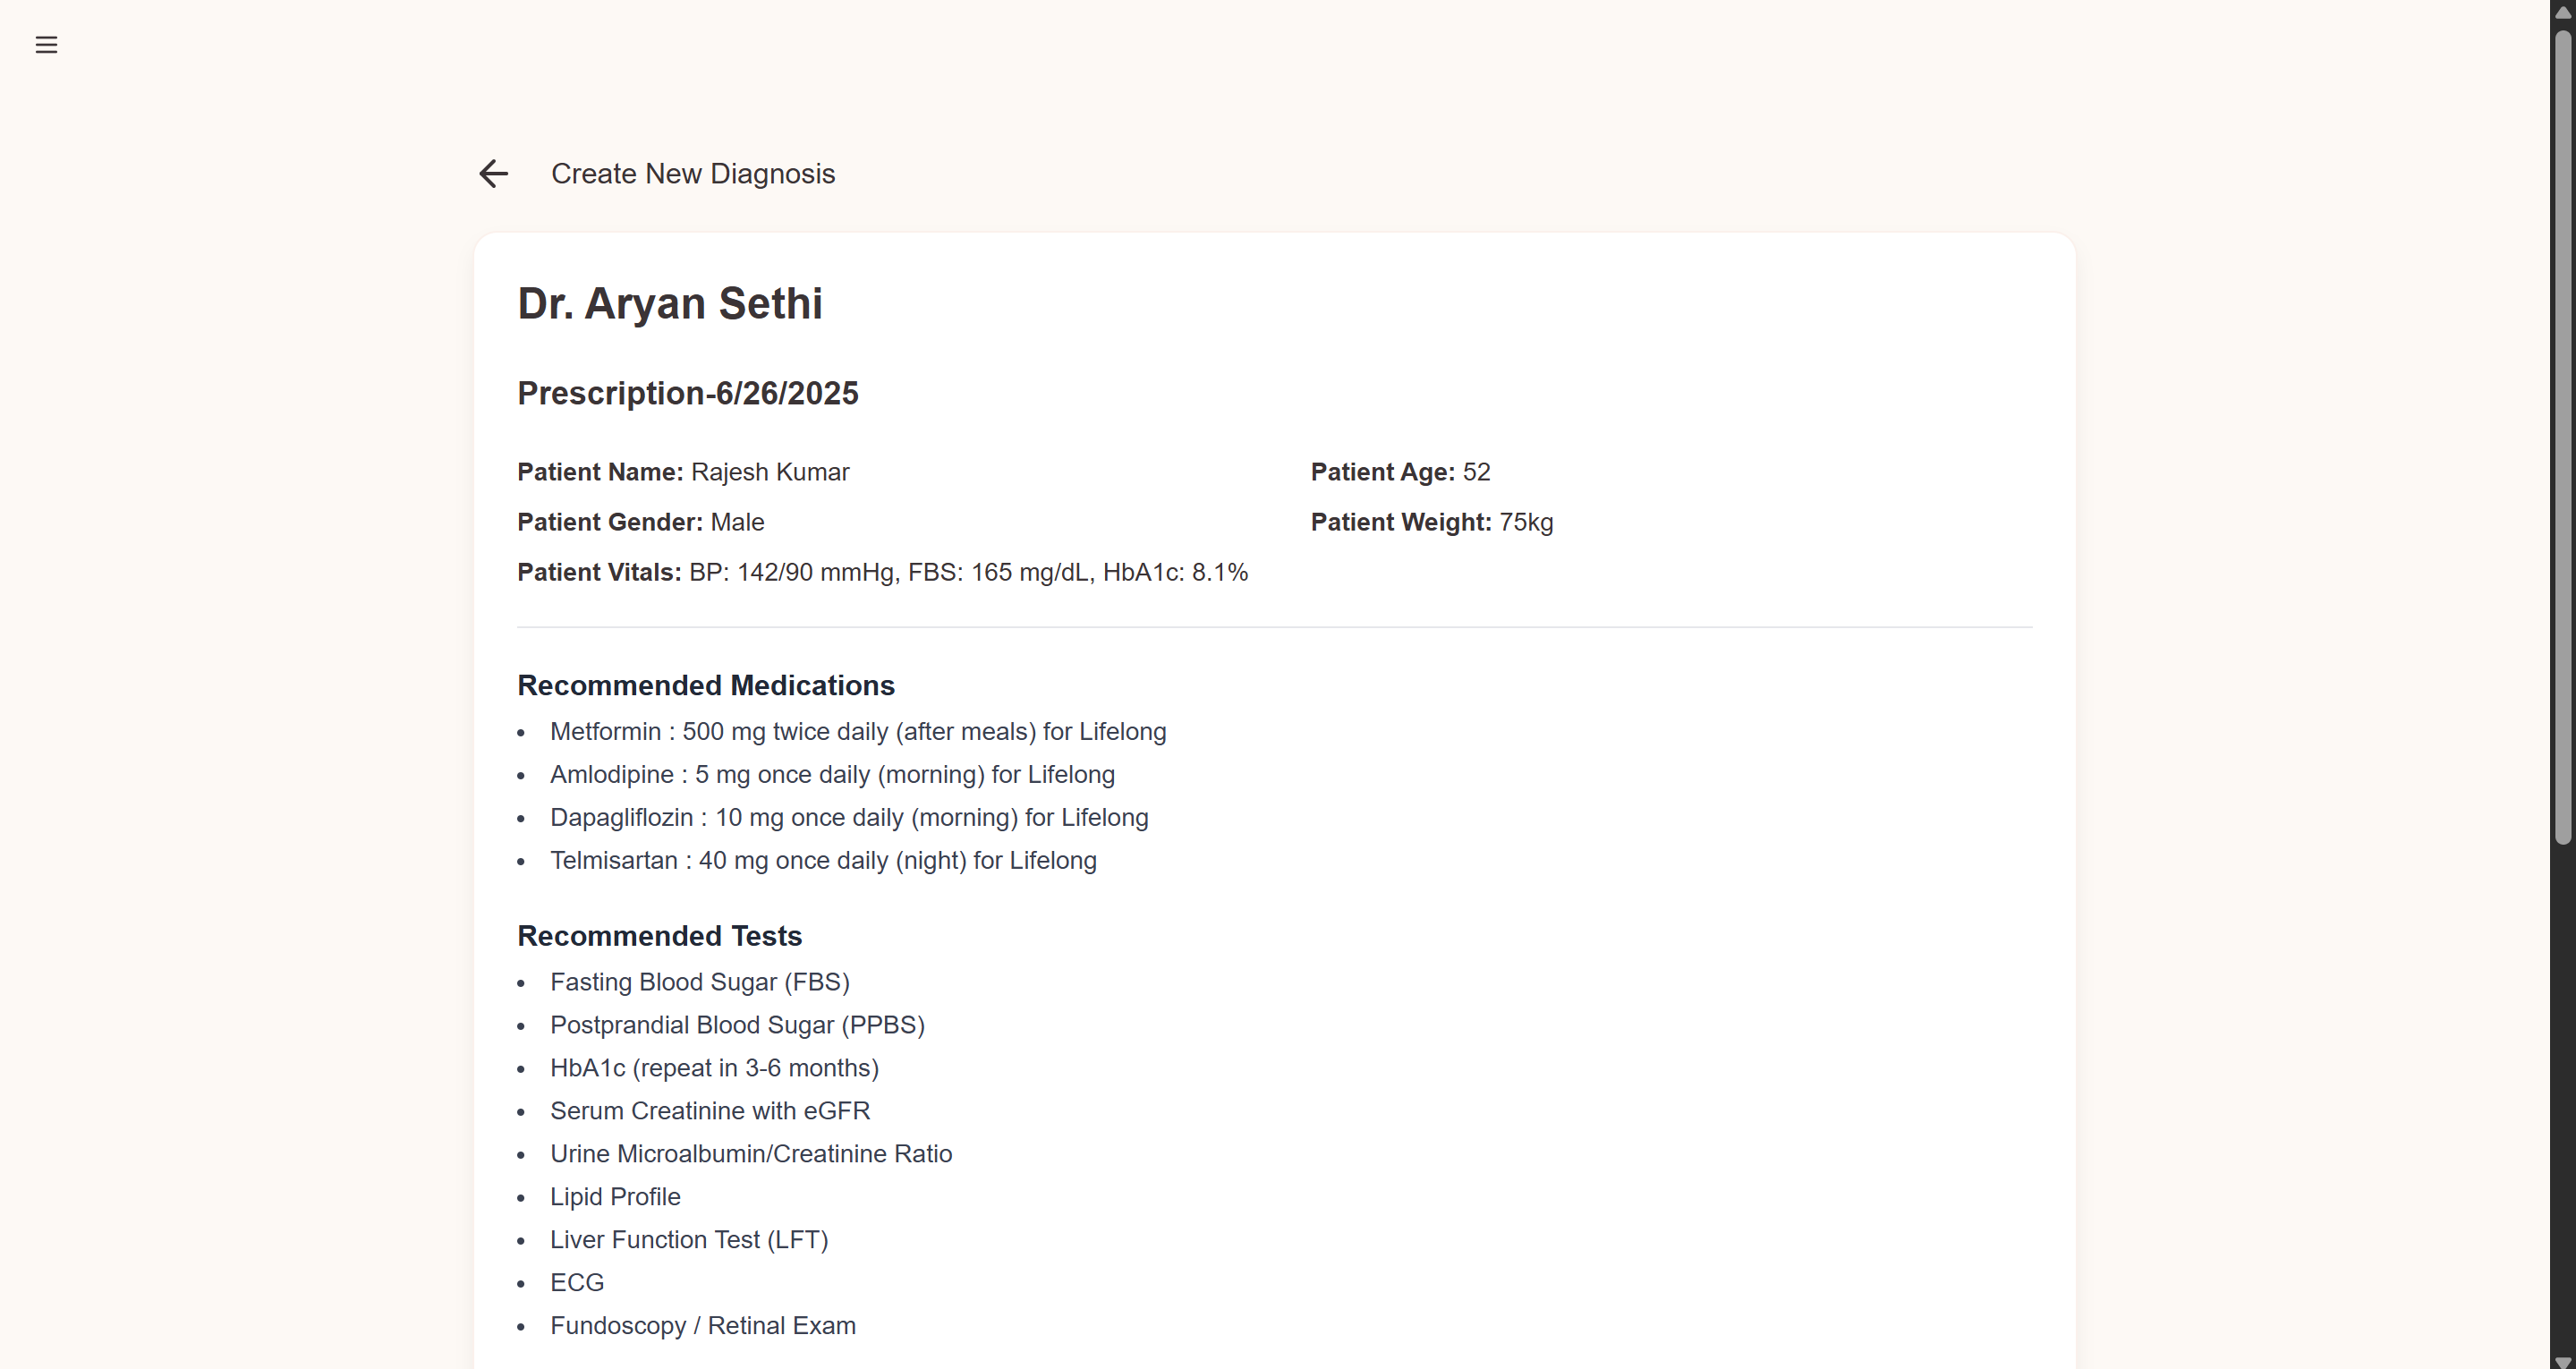 Create New Diagnosis
Dr. Aryan Sethi
Prescription-6/26/2025
Patient Name: Rajesh Kumar
Patient Age: 52
Patient Gender: Male
Patient Weight: 75kg
Patient Vitals: BP: 142/90 mmHg, FBS: 165 mg/dL, HbA1c: 8.1%
Recommended Medications
• Metformin : 500 mg twice daily (after meals) for Lifelong
• Amlodipine : 5 mg once daily (morning) for Lifelong
• Dapagliflozin : 10 mg once daily (morning) for Lifelong
• Telmisartan : 40 mg once daily (night) for Lifelong
Recommended Tests
• Fasting Blood Sugar (FBS)
• Postprandial Blood Sugar (PPBS)
• HbA1c (repeat in 3-6 months)
• Serum Creatinine with eGFR
• Urine Microalbumin/Creatinine Ratio
• Lipid Profile
• Liver Function Test (LFT)
• ECG
• Fundoscopy / Retinal Exam